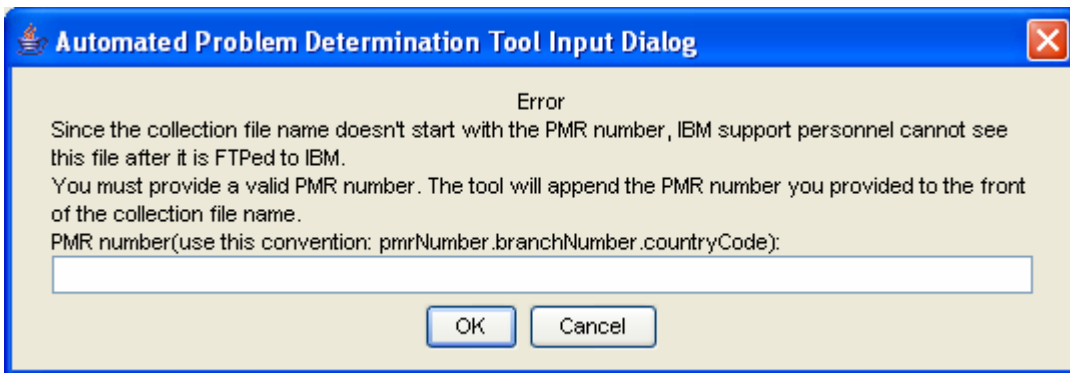 Automated Problem Determination Tool Input Dialog
Error
Since the collection file name doesn't start with the PMR number, IBM support personnel cannot see
this file after it is FTPed to IBM.
You must provide a valid PMR number. The tool will append the PMR number you provided to the front
of the collection file name.
PMR number(use this convention: pmrNumber.branchNumber.countryCode):
OK Cancel